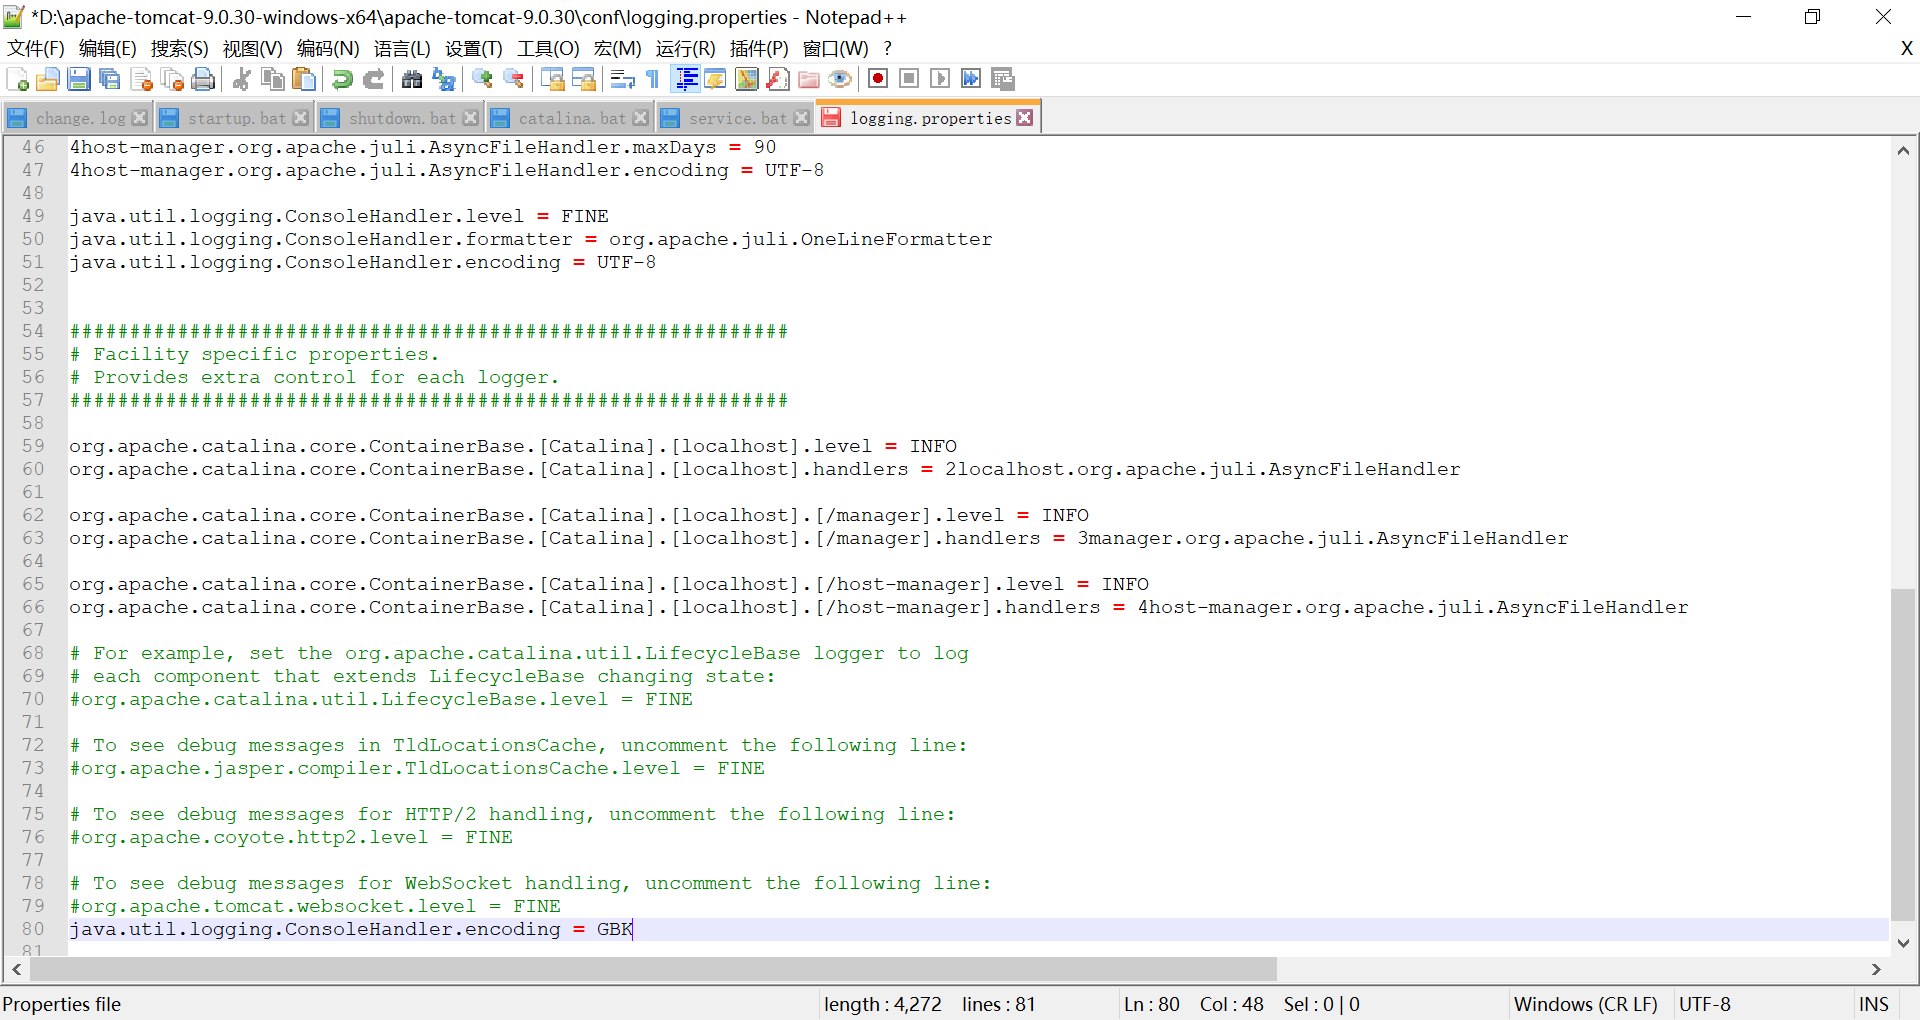 *D:\apache-tomcat-9.0.30-windows-x64\apache-tomcat-9.0.30\conf\logging.properties - Notepad++
文件(F) 编辑(E) 搜索(S) 视图(V) 编码(N) 语言(L) 设置(T) 工具(O) 宏(M) 运行(R) 插件(P) 窗口(W) ? X
change.log startup.bat shutdown.bat catalina.bat service.bat logging.properties
46 4host-manager.org.apache.juli.AsyncFileHandler.maxDays = 90
47 4host-manager.org.apache.juli.AsyncFileHandler.encoding = UTF-8
48
49 java.util.logging.ConsoleHandler.level = FINE
50 java.util.logging.ConsoleHandler.formatter = org.apache.juli.OneLineFormatter
51 java.util.logging.ConsoleHandler.encoding = UTF-8
52
53
54 ############################################################
55 # Facility specific properties.
56 # Provides extra control for each logger.
57 ############################################################
58
59 org.apache.catalina.core.ContainerBase.[Catalina].[localhost].level = INFO
60 org.apache.catalina.core.ContainerBase.[Catalina].[localhost].handlers = 2localhost.org.apache.juli.AsyncFileHandler
61
62 org.apache.catalina.core.ContainerBase.[Catalina].[localhost].[/manager].level = INFO
63 org.apache.catalina.core.ContainerBase.[Catalina].[localhost].[/manager].handlers = 3manager.org.apache.juli.AsyncFileHandler
64
65 org.apache.catalina.core.ContainerBase.[Catalina].[localhost].[/host-manager].level = INFO
66 org.apache.catalina.core.ContainerBase.[Catalina].[localhost].[/host-manager].handlers = 4host-manager.org.apache.juli.AsyncFileHandler
67
68 # For example, set the org.apache.catalina.util.LifecycleBase logger to log
69 # each component that extends LifecycleBase changing state:
70 #org.apache.catalina.util.LifecycleBase.level = FINE
71
72 # To see debug messages in TldLocationsCache, uncomment the following line:
73 #org.apache.jasper.compiler.TldLocationsCache.level = FINE
74
75 # To see debug messages for HTTP/2 handling, uncomment the following line:
76 #org.apache.coyote.http2.level = FINE
77
78 # To see debug messages for WebSocket handling, uncomment the following line:
79 #org.apache.tomcat.websocket.level = FINE
80 java.util.logging.ConsoleHandler.encoding = GBK
81
Properties file length : 4,272 lines : 81 Ln : 80 Col : 48 Sel : 0 | 0 Windows (CR LF) UTF-8 INS